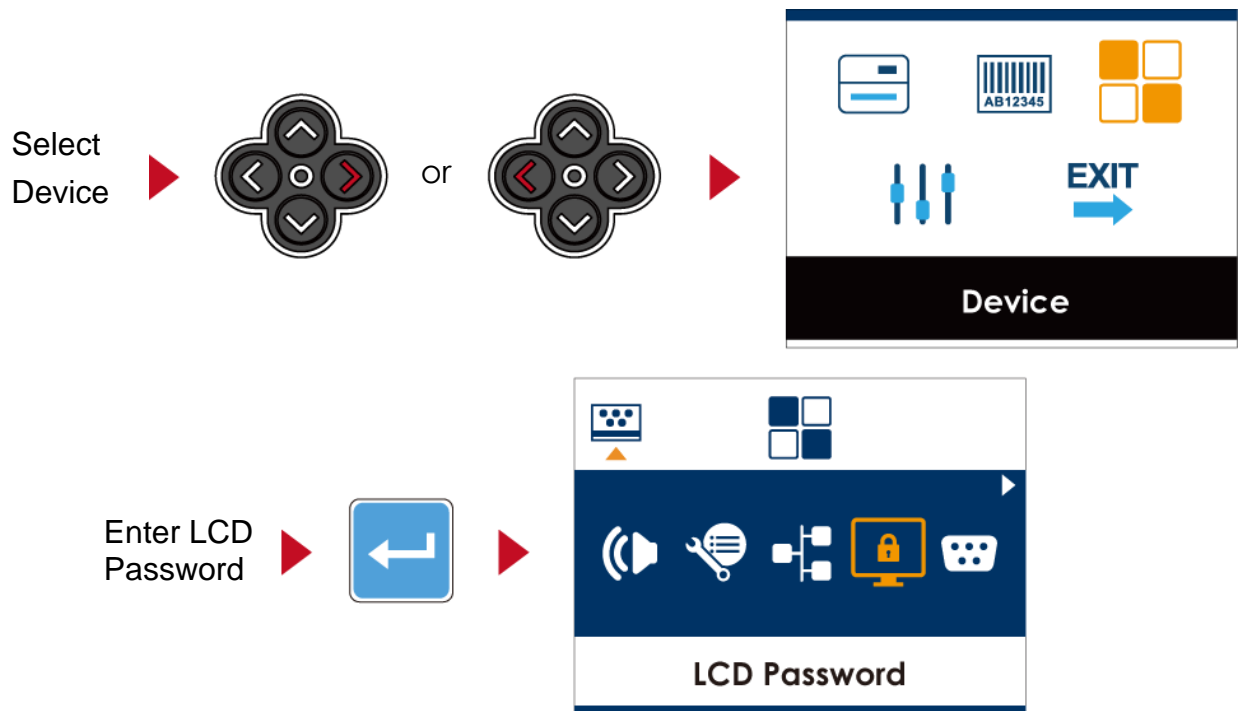 AB12345
Select
Device
or
EXIT
Device
Enter LCD
Password
LCD Password